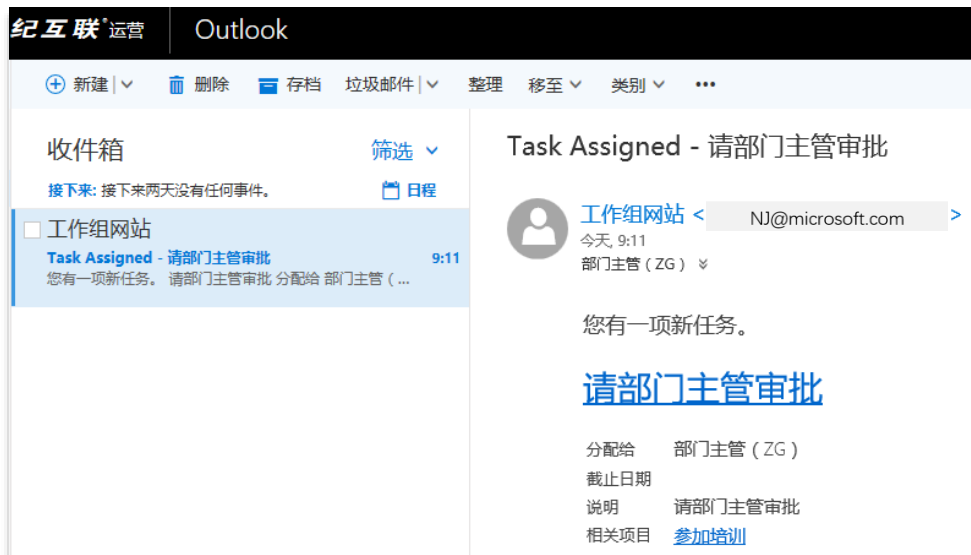 纪互联®运营 Outlook
新建 删除 存档 垃圾邮件 整理 移至 类别 •••
收件箱 筛选
接下来: 接下来两天没有任何事件。 日程
工作组网站
Task Assigned - 请部门主管审批 9:11
您有一项新任务。 请部门主管审批 分配给 部门主管 ( ...
Task Assigned - 请部门主管审批
工作组网站 < NJ@microsoft.com >
今天, 9:11
部门主管 ( ZG )
您有一项新任务。
请部门主管审批
分配给 部门主管 ( ZG )
截止日期
说明 请部门主管审批
相关项目 参加培训